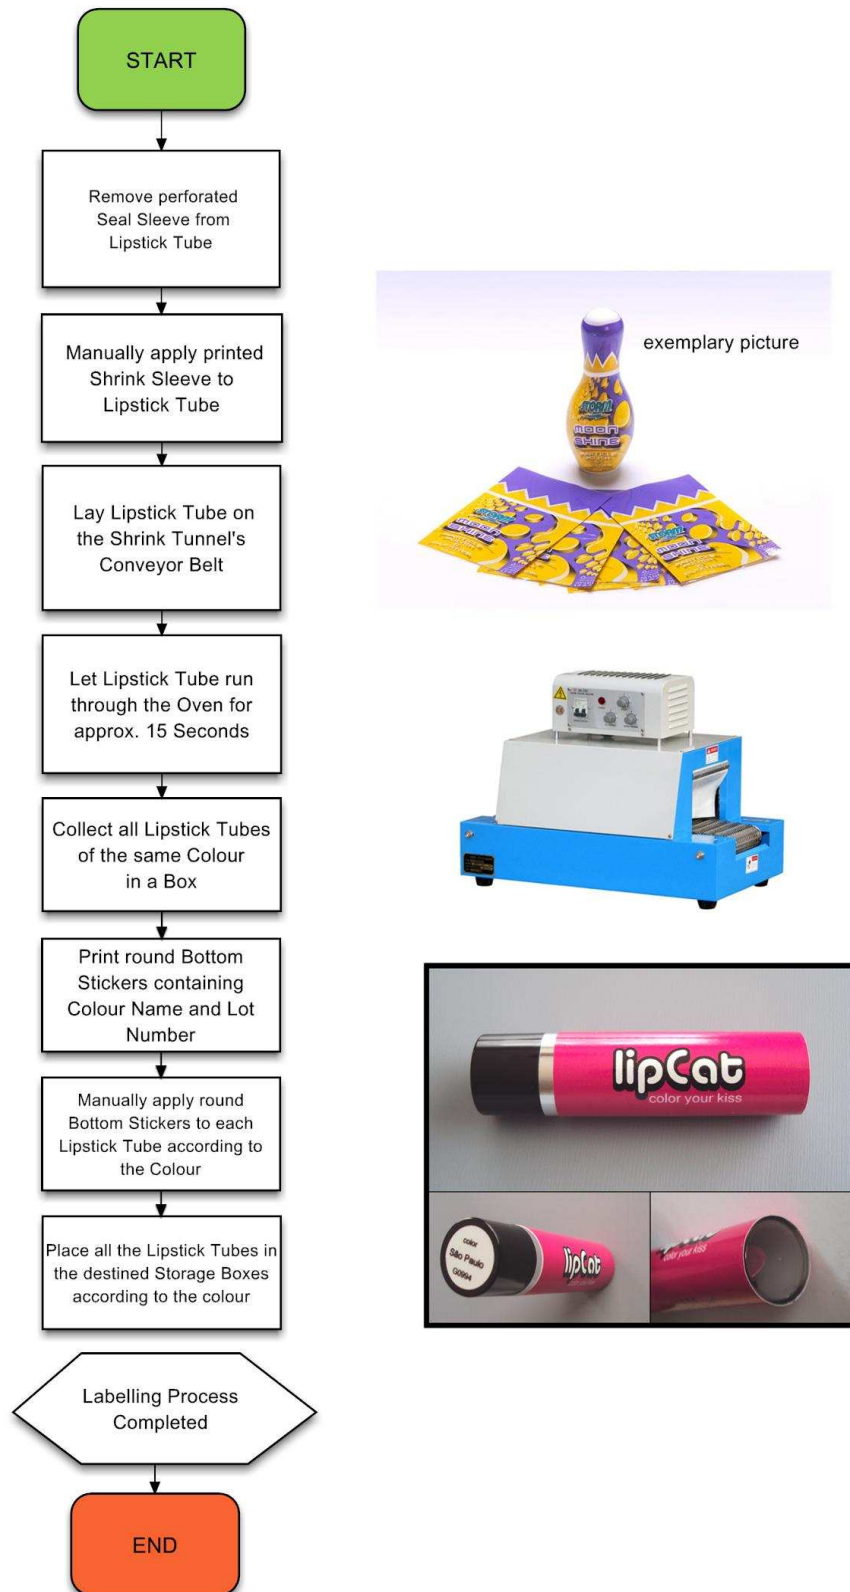 START
Remove perforated
Seal Sleeve from
Lipstick Tube
Manually apply printed
Shrink Sleeve to
Lipstick Tube
exemplary picture
STORM
MOON
SHINE
Lay Lipstick Tube on
the Shrink Tunnel's
Conveyor Belt
Let Lipstick Tube run
through the Oven for
approx. 15 Seconds
Collect all Lipstick Tubes
of the same Colour
in a Box
Print round Bottom
Stickers containing
Colour Name and Lot
Number
lipCat
color your kiss
Manually apply round
Bottom Stickers to each
Lipstick Tube according to
the Colour
Place all the Lipstick Tubes in
the destined Storage Boxes
according to the colour
color
São Paulo
G0994
lipCat
color your kiss
Labelling Process
Completed
END